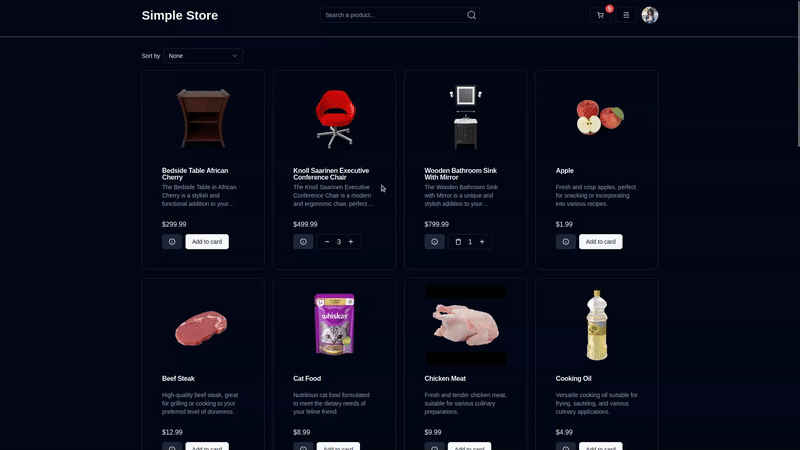 Simple Store
Search a product...
5
Sort by
None
Bedside Table African
Cherry
The Bedside Table in African
Cherry is a stylish and
functional addition to your...
$299.99
Add to card
Knoll Saarinen Executive
Conference Chair
The Knoll Saarinen Executive
Conference Chair is a modern
and ergonomic chair, perfect ...
$499.99
3
Wooden Bathroom Sink
With Mirror
The Wooden Bathroom Sink
with Mirror is a unique and
stylish addition to your...
$799.99
1
Apple
Fresh and crisp apples, perfect
for snacking or incorporating
into various recipes.
$1.99
Add to card
Beef Steak
High-quality beef steak, great
for grilling or cooking to your
preferred level of doneness.
$12.99
Add to card
whiskas
Cat Food
Nutritious cat food formulated
to meet the dietary needs of
your feline friend.
$8.99
Add to card
Chicken Meat
Fresh and tender chicken meat,
suitable for various culinary
preparations.
$9.99
Add to card
Cooking Oil
Versatile cooking oil suitable for
frying, sautéing, and various
culinary applications.
$4.99
Add to card